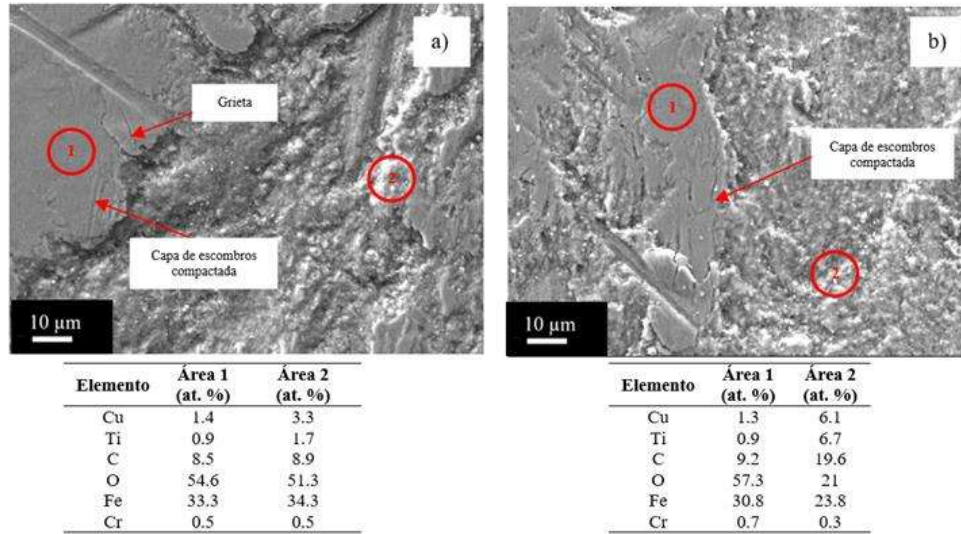 a)
Grieta
1
2
Capa de escombros
compactada
10 µm
b)
1
Capa de escombros
compactada
2
10 µm
Elemento Área 1 (at. %) Área 2 (at. %)
Cu 1.4 3.3
Ti 0.9 1.7
C 8.5 8.9
O 54.6 51.3
Fe 33.3 34.3
Cr 0.5 0.5
Elemento Área 1 (at. %) Área 2 (at. %)
Cu 1.3 6.1
Ti 0.9 6.7
C 9.2 19.6
O 57.3 21
Fe 30.8 23.8
Cr 0.7 0.3